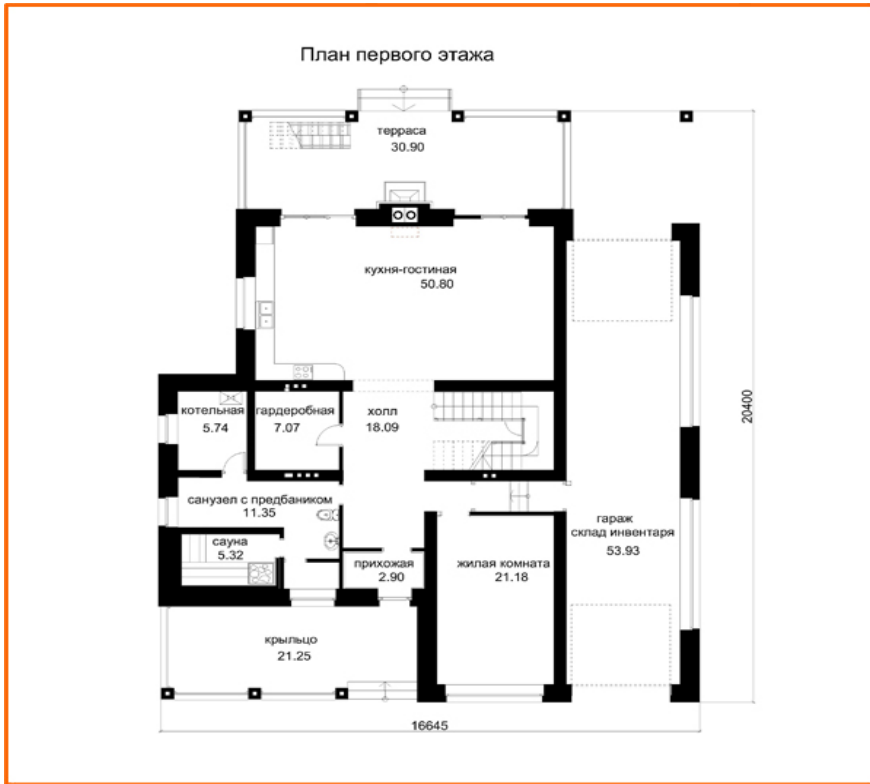 План первого этажа
терраса
30.90
кухня-гостиная
50.80
котельная
5.74
гардеробная
7.07
холл
18.09
санузел с предбаником
11.35
сауна
5.32
прихожая
2.90
жилая комната
21.18
гараж
склад инвентаря
53.93
крыльцо
21.25
16645
20400